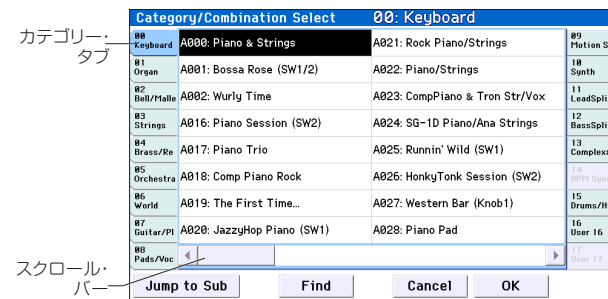 Category/Combination Select 00: Keyboard
カテゴリー・
タブ
00
Keyboard
01
Organ
02
Bell/Malle
03
Strings
04
Brass/Re
05
Orchestra
06
World
07
Guitar/Pl
08
Pads/Voc
A000: Piano & Strings
A001: Bossa Rose (SW1/2)
A002: Wurly Time
A016: Piano Session (SW2)
A017: Piano Trio
A018: Comp Piano Rock
A019: The First Time...
A020: JazzyHop Piano (SW1)
A021: Rock Piano/Strings
A022: Piano/Strings
A023: CompPiano & Tron Str/Vox
A024: SG-1D Piano/Ana Strings
A025: Runnin' Wild (SW1)
A026: HonkyTonk Session (SW2)
A027: Western Bar (Knob1)
A028: Piano Pad
09
Motion S
10
Synth
11
LeadSpli
12
BassSpli
13
Complex
14
BPM Sync
15
Drums/H
16
User 16
17
User 17
スクロール・
バー
Jump to Sub Find Cancel OK